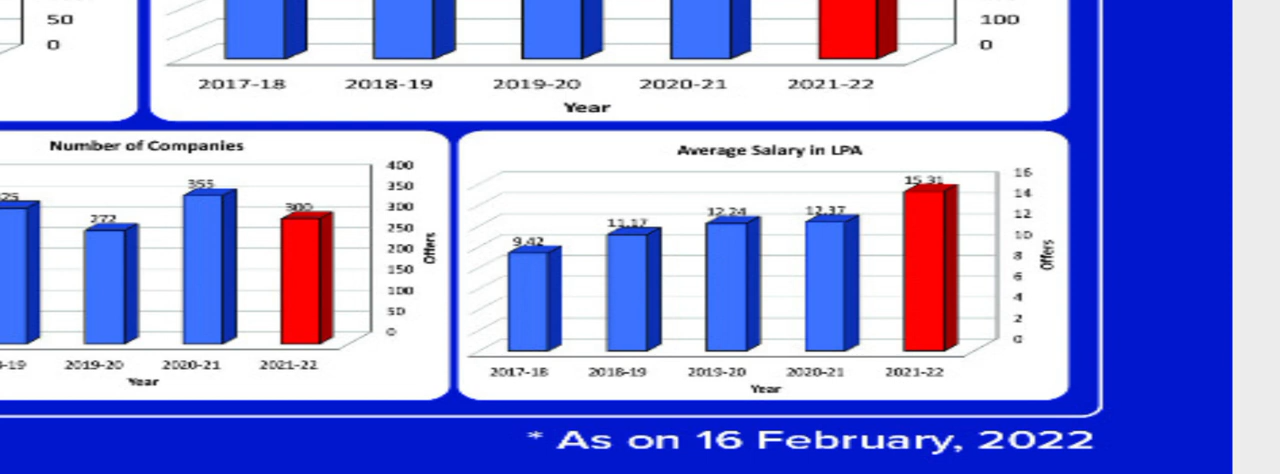 50
0
100
0
2017-18 2018-19 2019-20 2020-21 2021-22
Year
Number of Companies
400
350
300
250
200
150
100
50
0
Offers
25
272
355
300
-19 2019-20 2020-21 2021-22
Year
Average Salary in LPA
16
14
12
10
8
6
4
2
0
Offers
9.42
11.17
12.24
12.37
15.31
2017-18 2018-19 2019-20 2020-21 2021-22
Year
* As on 16 February, 2022